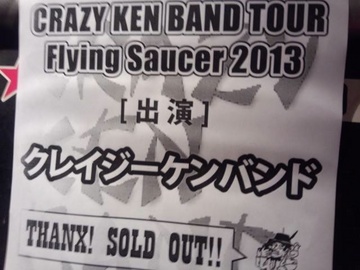 CRAZY KEN BAND TOUR
Flying Saucer 2013
[出演]
クレイジーケンバンド
THANX! SOLD OUT!!